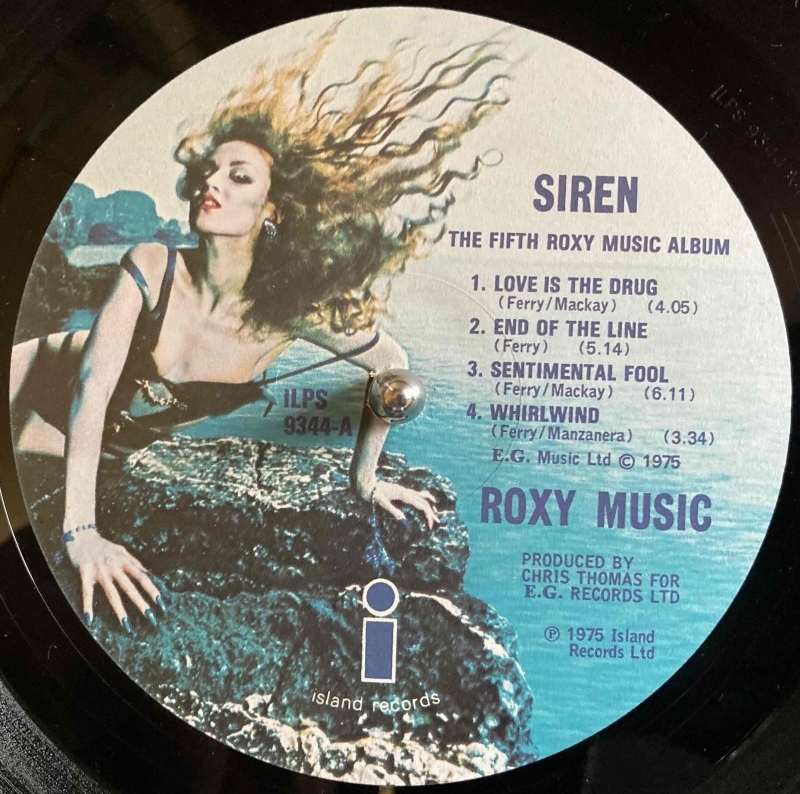 SIREN
THE FIFTH ROXY MUSIC ALBUM
1. LOVE IS THE DRUG
(Ferry/Mackay) (4.05)
2. END OF THE LINE
(Ferry) (5.14)
3. SENTIMENTAL FOOL
(Ferry/Mackay) (6.11)
4. WHIRLWIND
(Ferry/Manzanera) (3.34)
E.G. Music Ltd © 1975
ILPS
9344-A
ROXY MUSIC
PRODUCED BY
CHRIS THOMAS FOR
E.G. RECORDS LTD
℗ 1975 Island
Records Ltd
i
island records